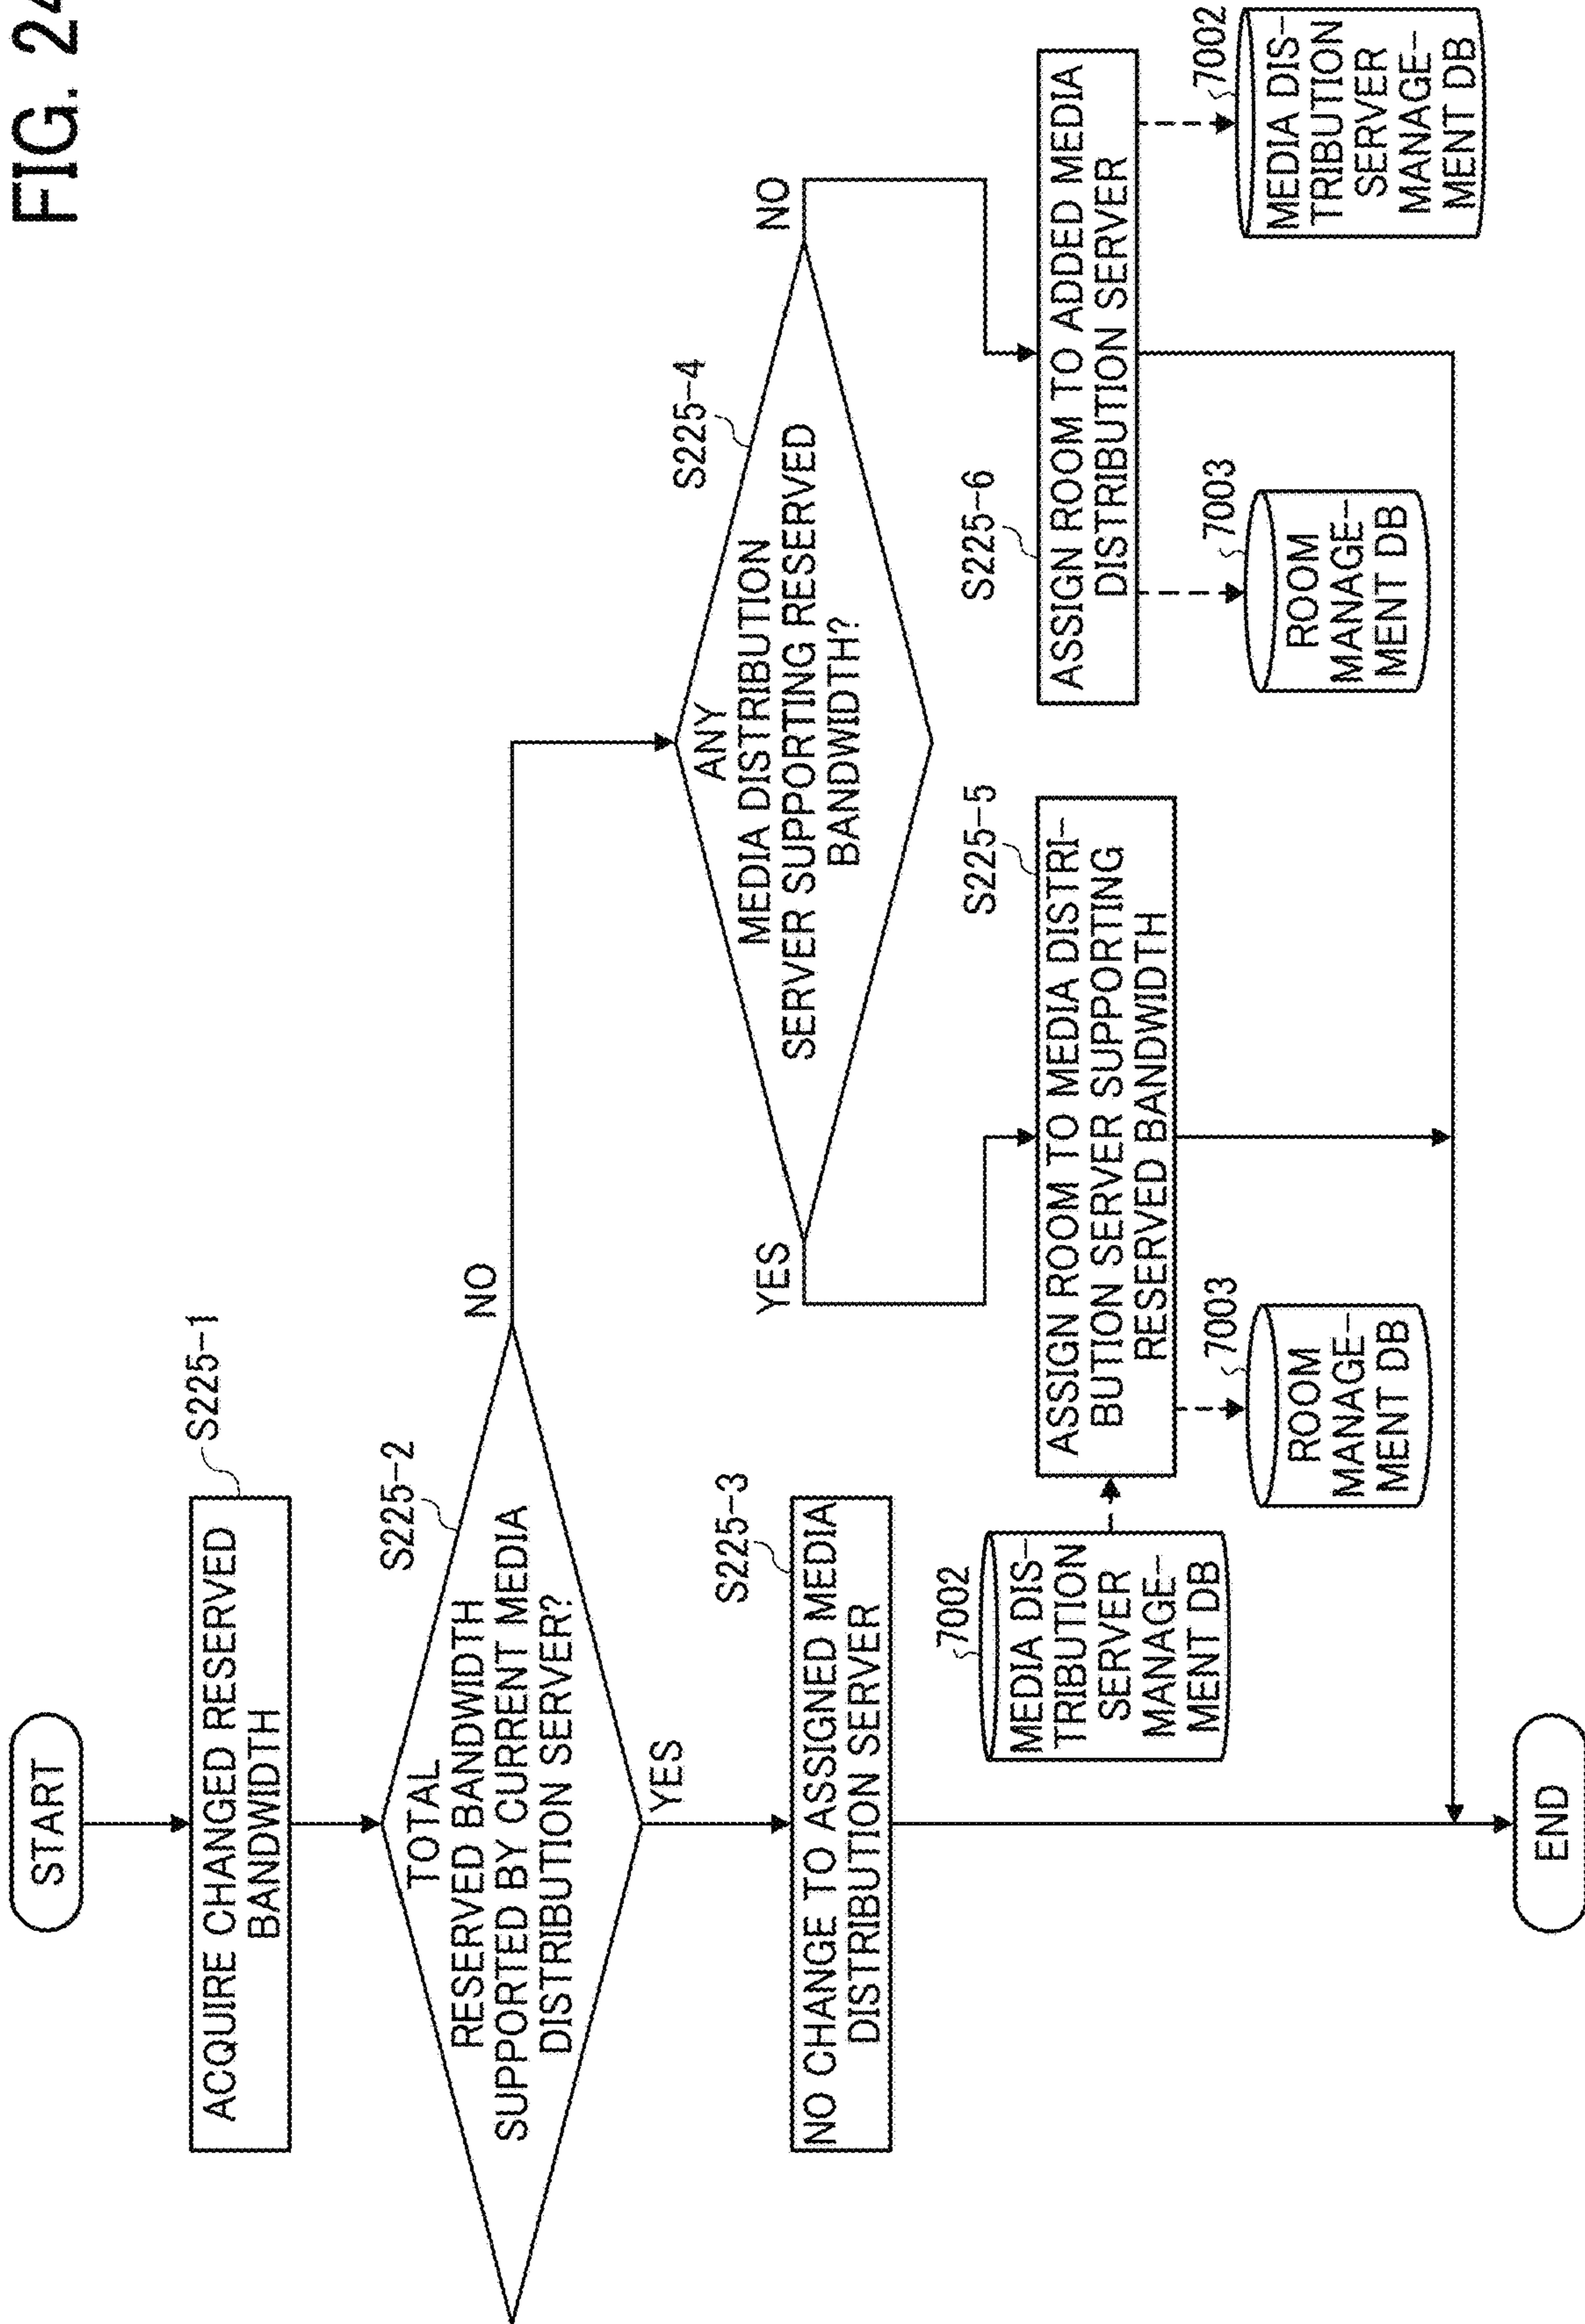 FIG. 24
START
S225-1
ACQUIRE CHANGED RESERVED
BANDWIDTH
S225-2
TOTAL
RESERVED BANDWIDTH
SUPPORTED BY CURRENT MEDIA
DISTRIBUTION SERVER?
NO
YES
S225-3
NO CHANGE TO ASSIGNED MEDIA
DISTRIBUTION SERVER
S225-4
ANY
MEDIA DISTRIBUTION
SERVER SUPPORTING RESERVED
BANDWIDTH?
YES
NO
S225-5
ASSIGN ROOM TO MEDIA DISTRI-
BUTION SERVER SUPPORTING
RESERVED BANDWIDTH
S225-6
ASSIGN ROOM TO ADDED MEDIA
DISTRIBUTION SERVER
7002
MEDIA DIS-
TRIBUTION
SERVER
MANAGE-
MENT DB
7003
ROOM
MANAGE-
MENT DB
7003
ROOM
MANAGE-
MENT DB
7002
MEDIA DIS-
TRIBUTION
SERVER
MANAGE-
MENT DB
END